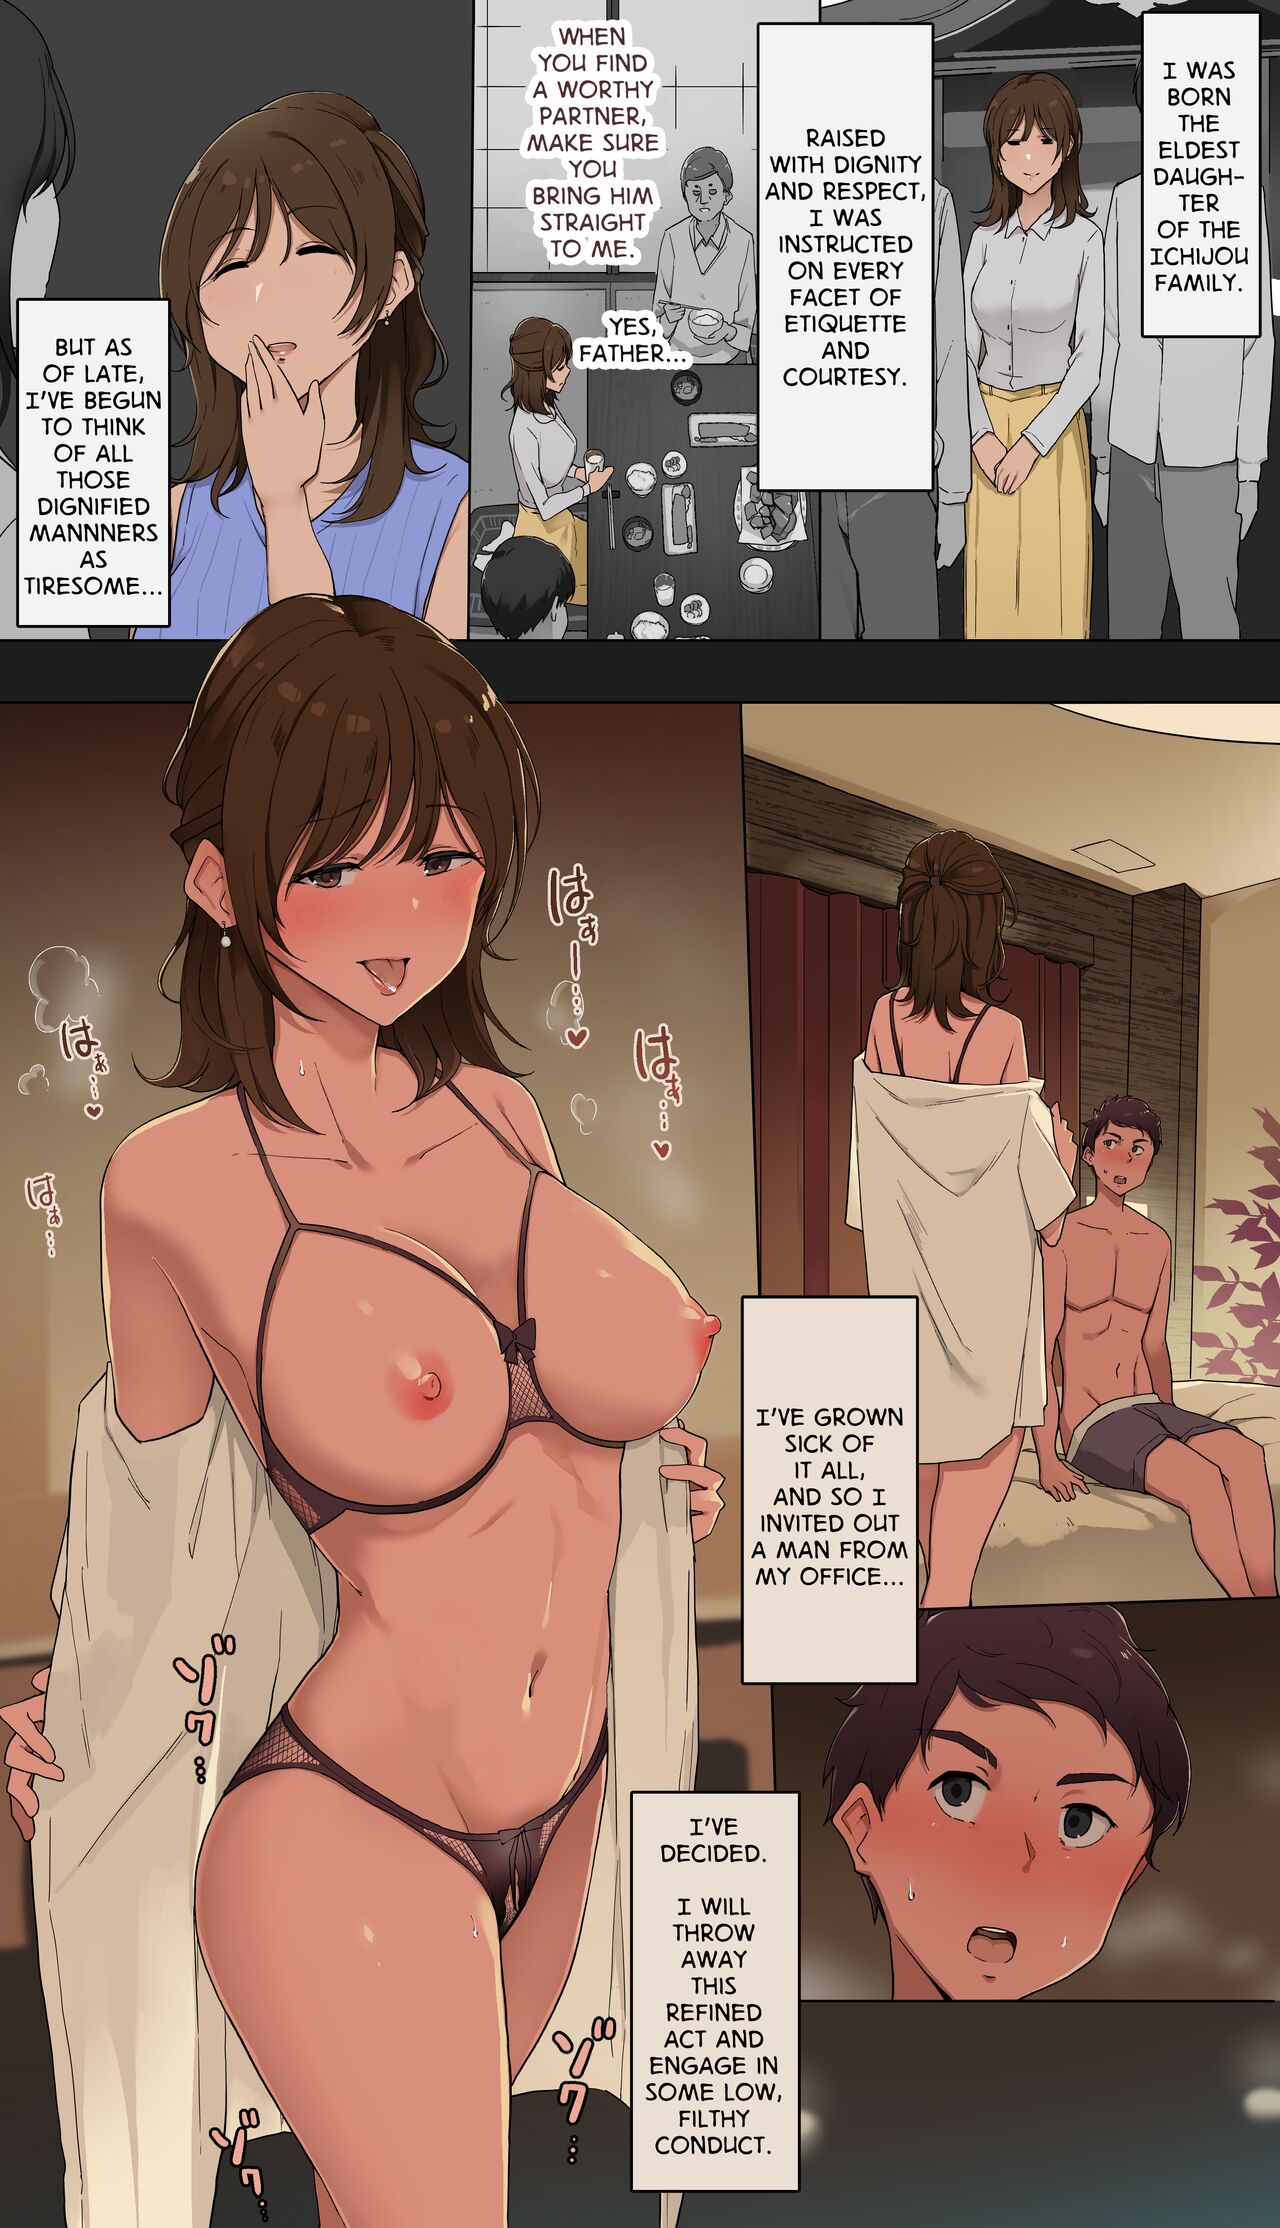 I WAS
BORN
THE
ELDEST
DAUGH-
TER
OF THE
ICHIJOU
FAMILY.
RAISED
WITH DIGNITY
AND RESPECT,
I WAS
INSTRUCTED
ON EVERY
FACET OF
ETIQUETTE
AND
COURTESY.
WHEN
YOU FIND
A WORTHY
PARTNER,
MAKE SURE
YOU
BRING HIM
STRAIGHT
TO ME.
YES,
FATHER...
BUT AS
OF LATE,
I'VE BEGUN
TO THINK
OF ALL
THOSE
DIGNIFIED
MANNNERS
AS
TIRESOME...
I'VE GROWN
SICK OF
IT ALL,
AND SO I
INVITED OUT
A MAN FROM
MY OFFICE...
はぁー…♥
はぁ…♥
はぁ…♥
はぁ…
ゾク…
ゾク…
ゾク…
I'VE
DECIDED.
I WILL
THROW
AWAY
THIS
REFINED
ACT AND
ENGAGE IN
SOME LOW,
FILTHY
CONDUCT.